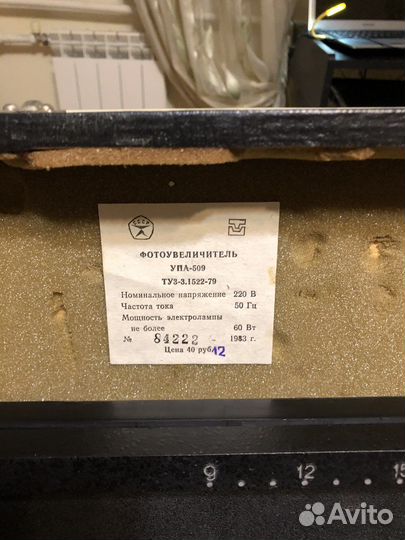 СССР
ФОТОУВЕЛИЧИТЕЛЬ
УПА-509
ТУ3-3.1522-79
Номинальное напряжение 220 В
Частота тока 50 Гц
Мощность электролампы
не более 60 Вт
№ 84222 - 1983 г.
Цена 40 руб. 12
9 12 15
Avito